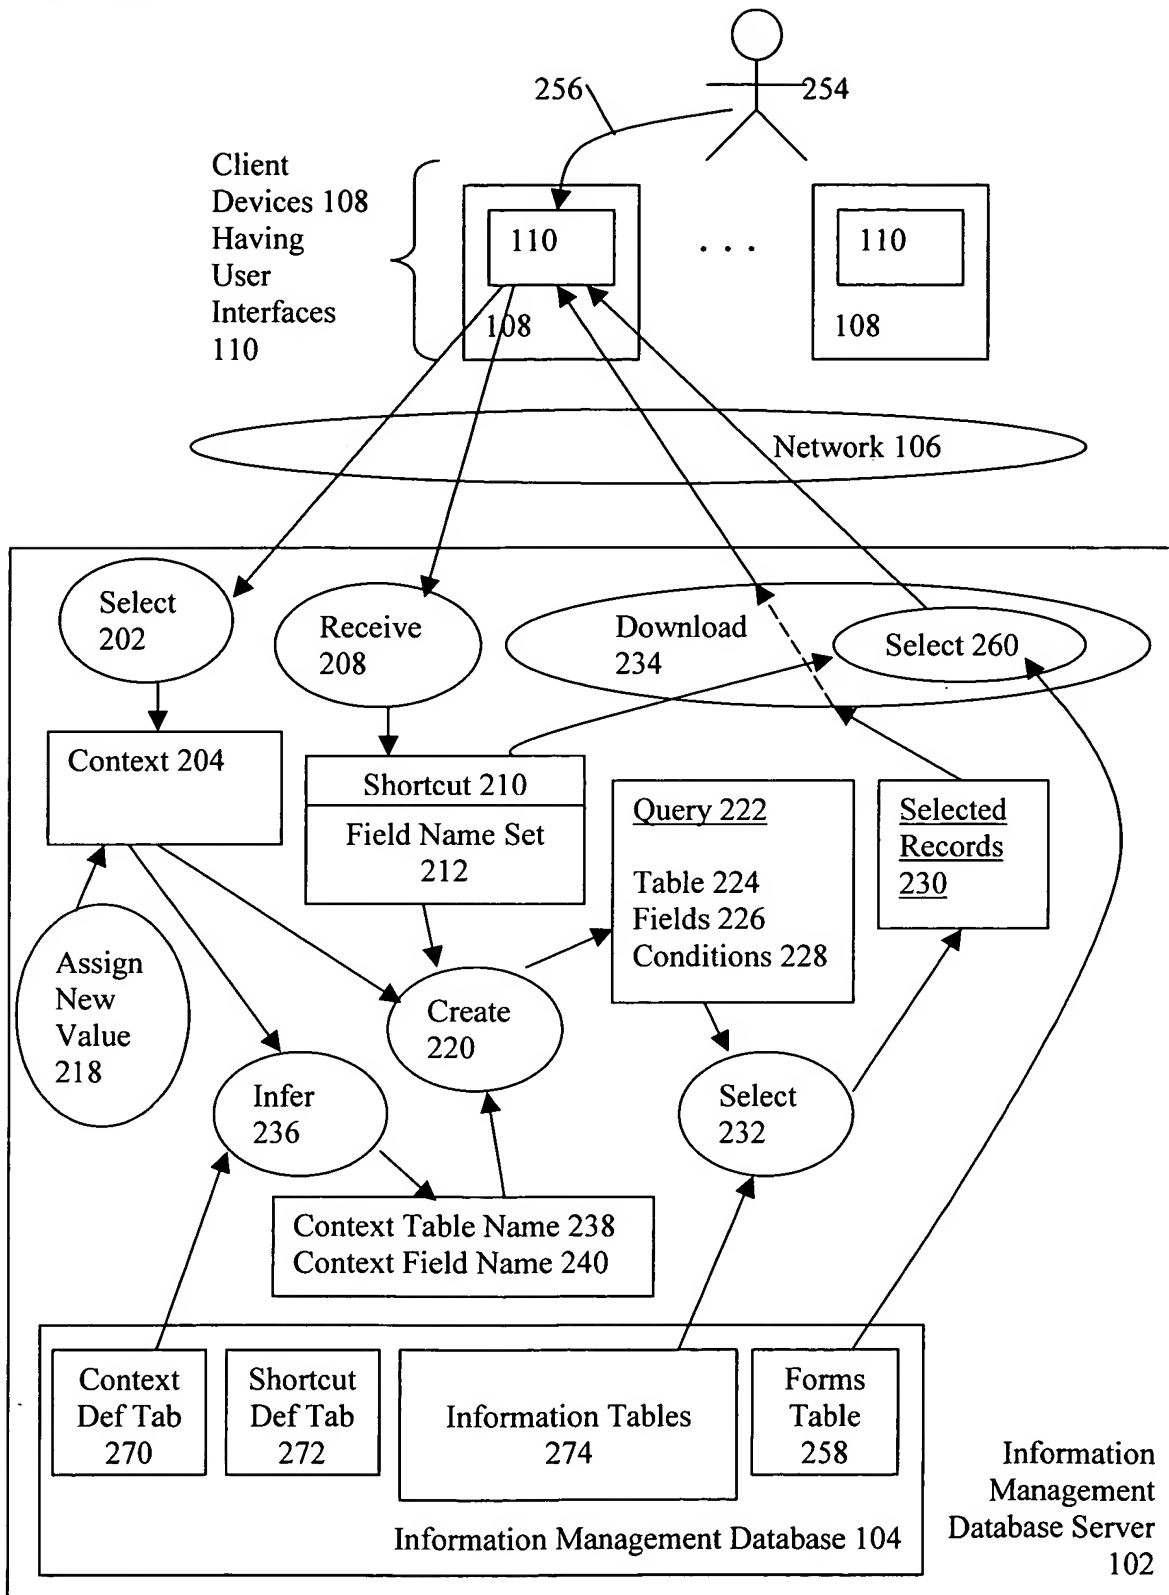 256
254
Client
Devices 108
Having
User
Interfaces
110
110
108
. . .
110
108
Network 106
Select
202
Receive
208
Download
234
Select 260
Context 204
Shortcut 210
Field Name Set
212
Query 222
Table 224
Fields 226
Conditions 228
Selected
Records
230
Assign
New
Value
218
Create
220
Infer
236
Select
232
Context Table Name 238
Context Field Name 240
Context
Def Tab
270
Shortcut
Def Tab
272
Information Tables
274
Forms
Table
258
Information Management Database 104
Information
Management
Database Server
102